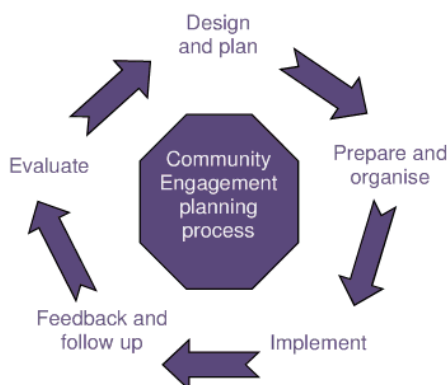 Design
and plan
Prepare and
organise
Implement
Feedback and
follow up
Evaluate
Community
Engagement
planning
process